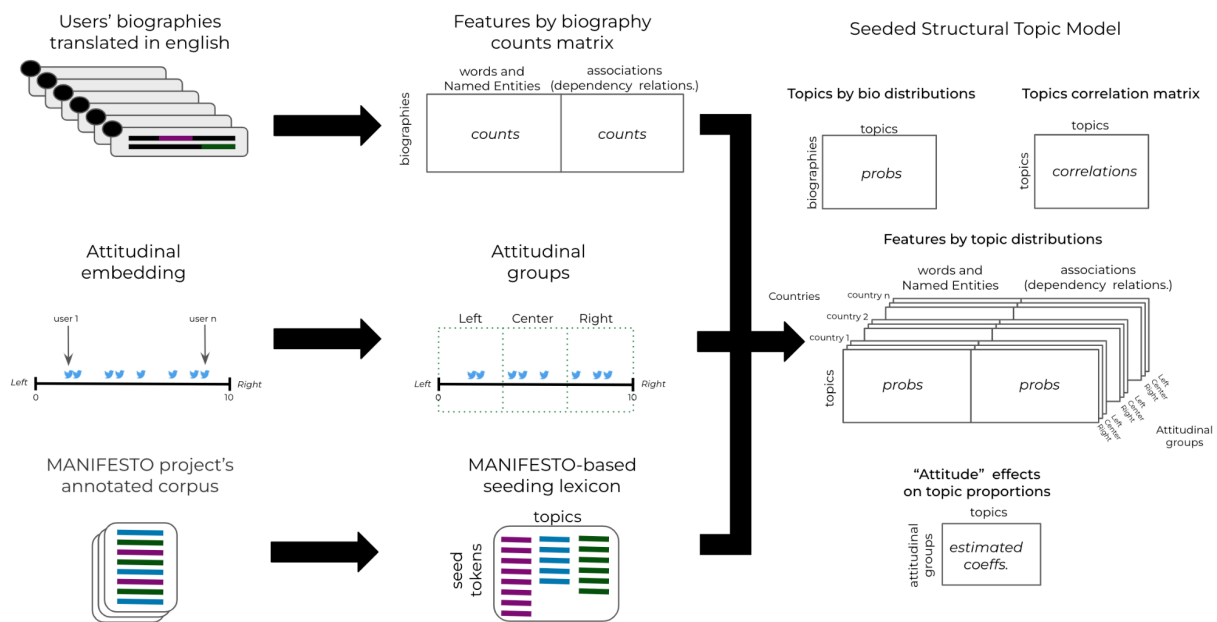 Users' biographies
translated in english
Features by biography
counts matrix
words and
Named Entities
associations
(dependency relations.)
biographies
counts
counts
Attitudinal
embedding
user 1
user n
Left
0
10
Right
Attitudinal
groups
Left
Center
Right
Left
0
10
Right
MANIFESTO project's
annotated corpus
MANIFESTO-based
seeding lexicon
topics
seed
tokens
Seeded Structural Topic Model
Topics by bio distributions
topics
biographies
probs
Topics correlation matrix
topics
topics
correlations
Features by topic distributions
words and
Named Entities
associations
(dependency relations.)
Countries
country n
country 2
country 1
topics
probs
probs
Left
Center
Right
Left
Center
Right
Left
Center
Right
Attitudinal
groups
“Attitude” effects
on topic proportions
topics
attitudinal
groups
estimated
coeffs.